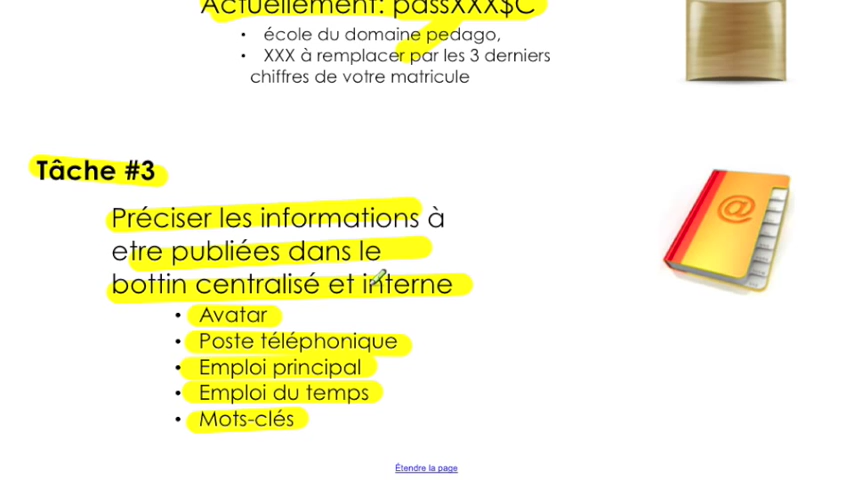 Actuellement: passXXX$C
• école du domaine pedago,
• XXX à remplacer par les 3 derniers
chiffres de votre matricule
Tâche #3
Préciser les informations à
etre publiées dans le
bottin centralisé et interne
• Avatar
• Poste téléphonique
• Emploi principal
• Emploi du temps
• Mots-clés
@
Étendre la page